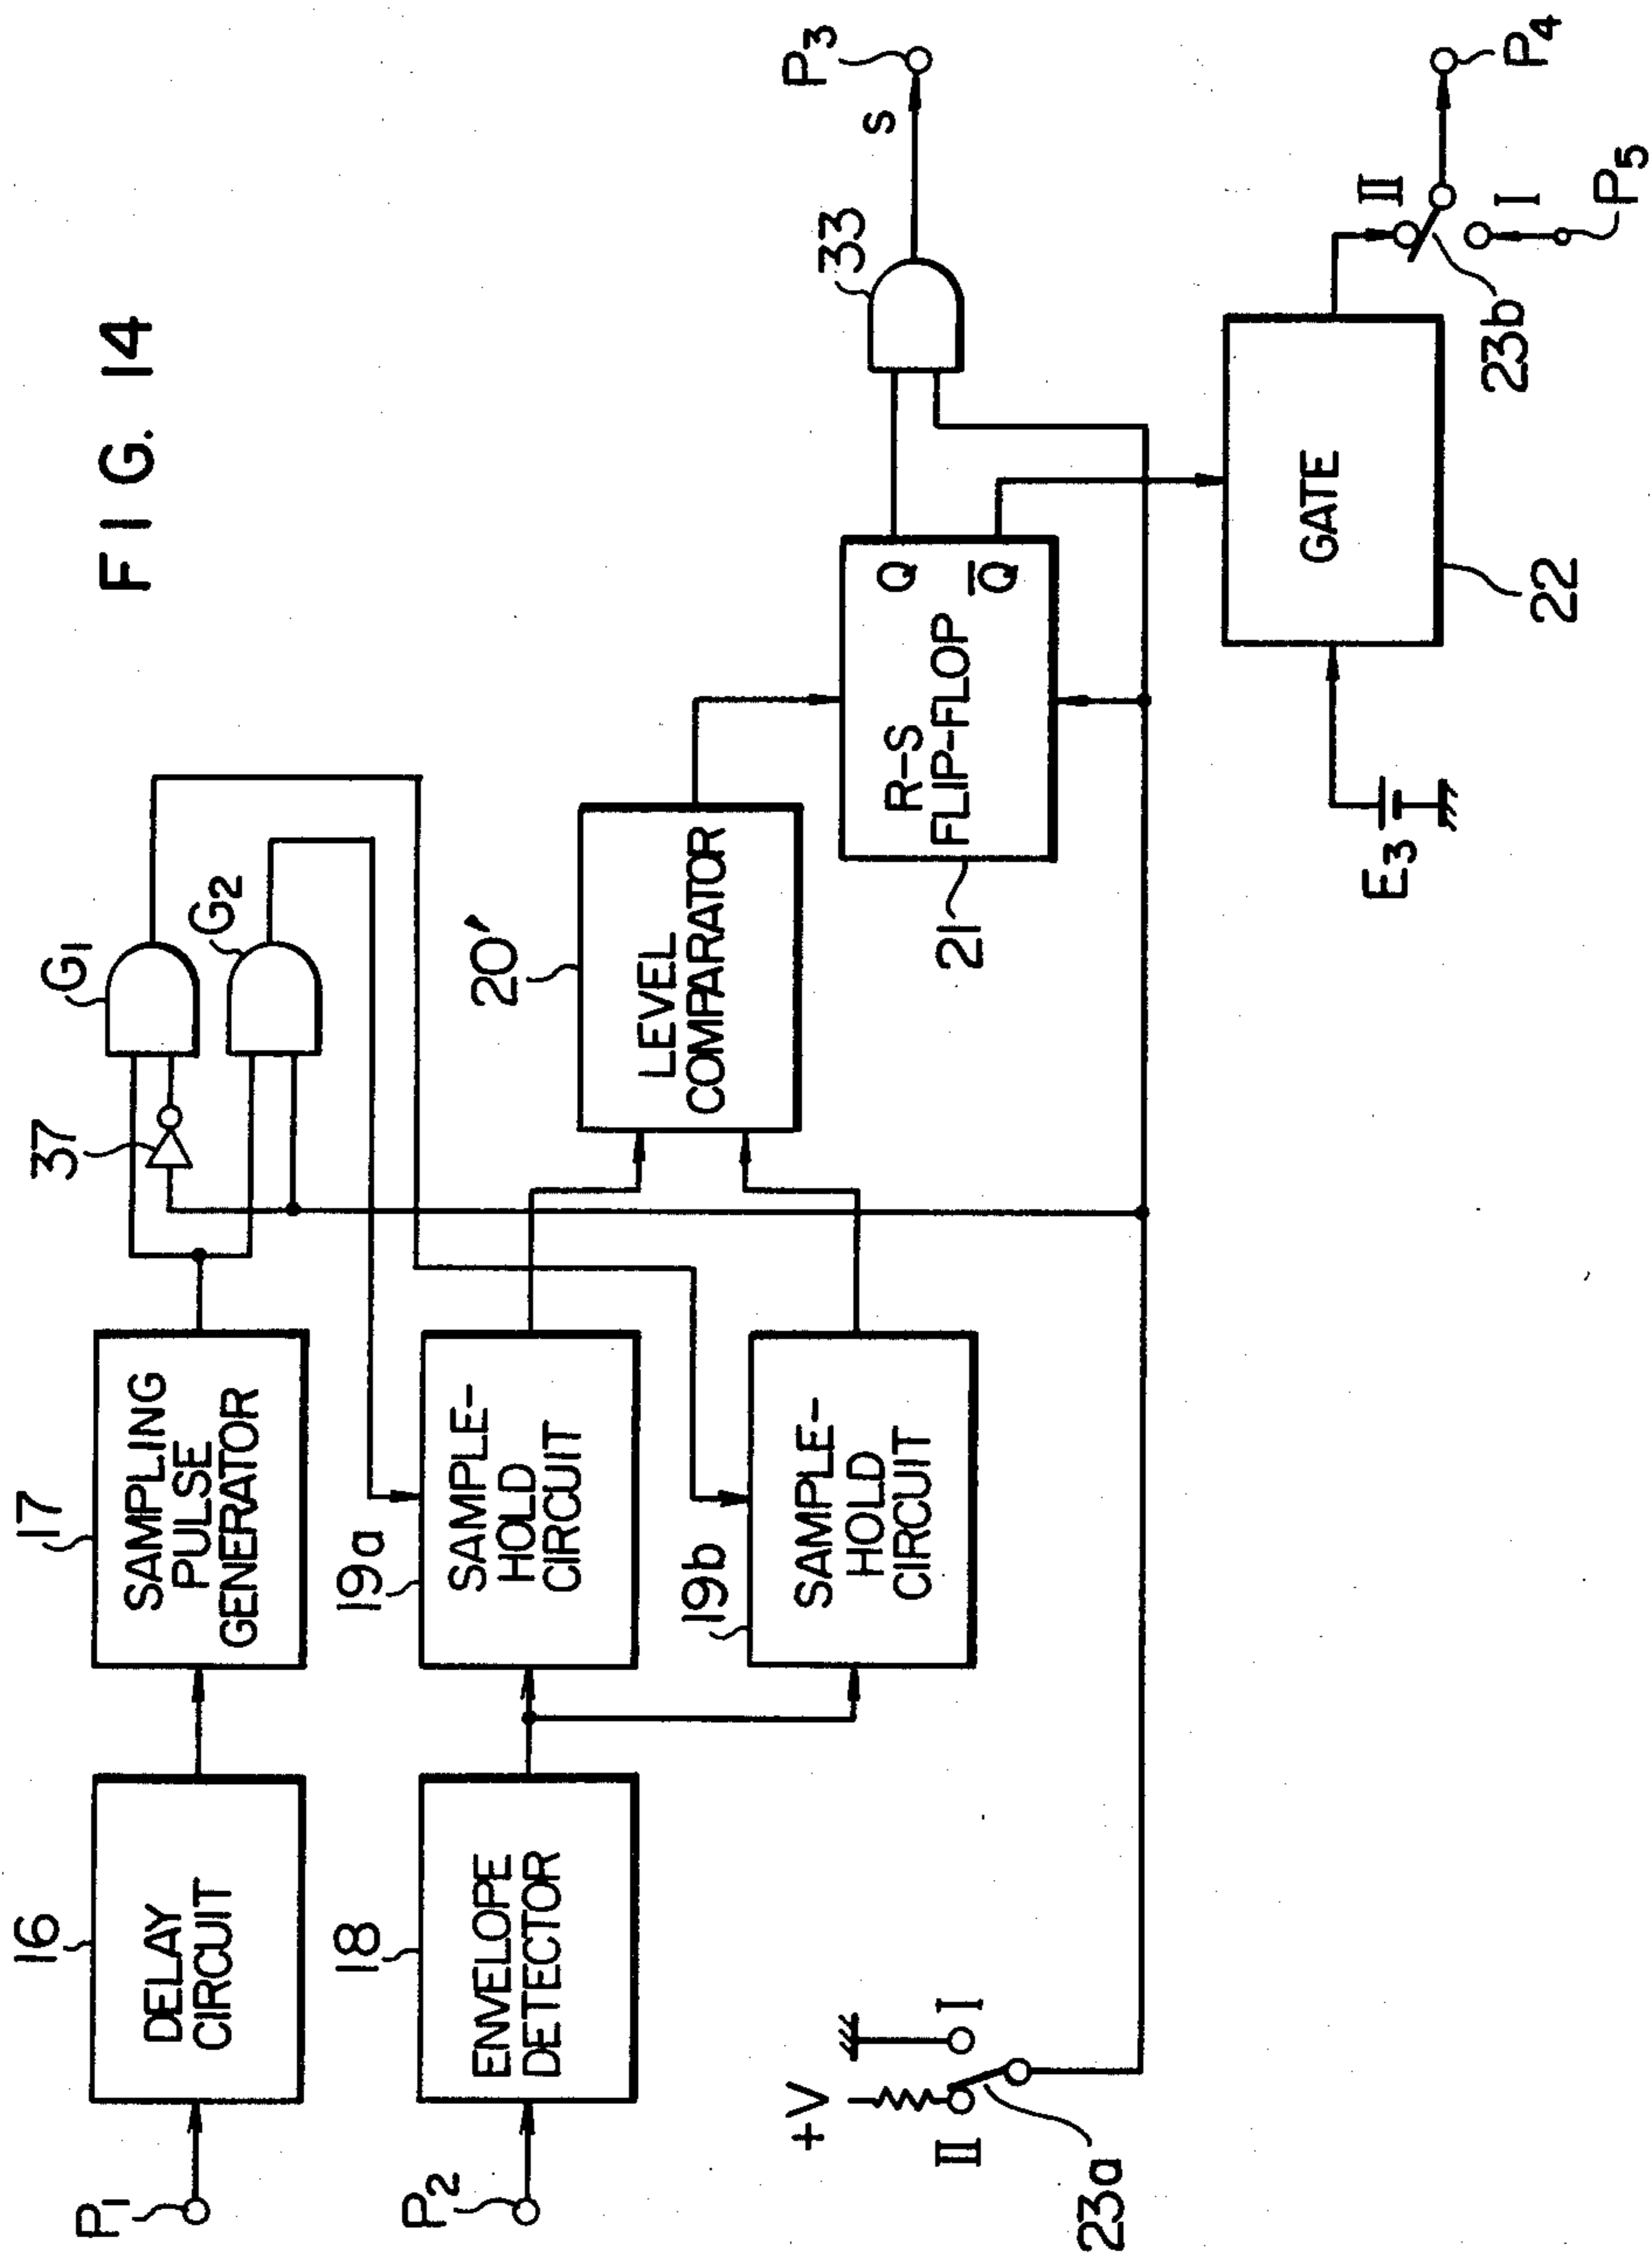 FIG. 14
P1
16
DELAY
CIRCUIT
17
SAMPLING
PULSE
GENERATOR
37
G1
G2
P2
18
ENVELOPE
DETECTOR
19a
SAMPLE-
HOLD
CIRCUIT
19b
SAMPLE-
HOLD
CIRCUIT
20'
LEVEL
COMPARATOR
21
R-S
FLIP-FLOP
Q
Q̅
33
S
P3
+V
II
I
23a
E3
GATE
22
II
I
23b
P4
P5